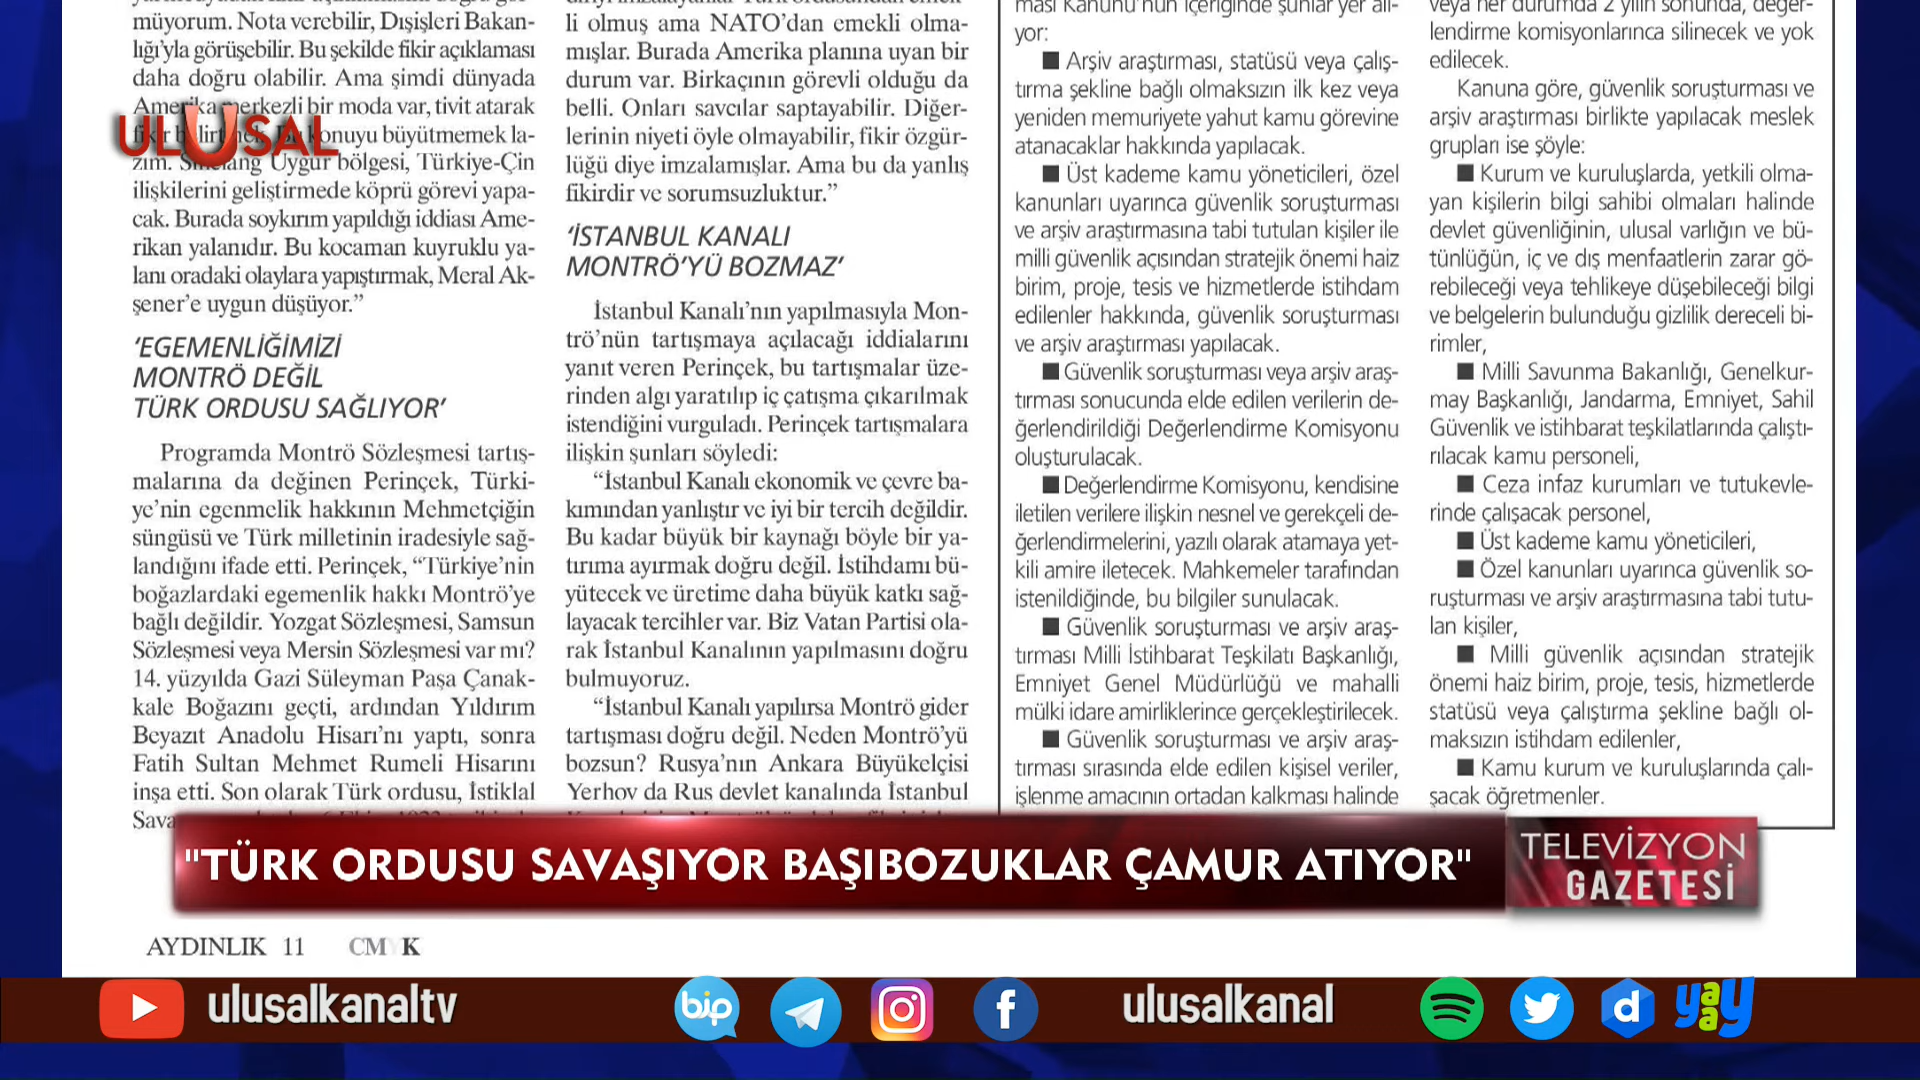 müyorum. Nota verebilir, Dışişleri Bakan-
lığı’yla görüşebilir. Bu şekilde fikir açıklaması
daha doğru olabilir. Ama şimdi dünyada
Amerika merkezli bir moda var, tivit atarak
konuyu büyütmemek la-
zım. Sincang Uygur bölgesi, Türkiye-Çin
ilişkilerini geliştirmede köprü görevi yapa-
cak. Burada soykırım yapıldığı iddiası Ame-
rikan yalanıdır. Bu kocaman kuyruklu ya-
lanı oradaki olaylara yapıştırmak, Meral Ak-
şener’e uygun düşüyor.”
‘EGEMENLİĞİMİZİ
MONTRÖ DEĞİL
TÜRK ORDUSU SAĞLIYOR’
Programda Montrö Sözleşmesi tartış-
malarına da değinen Perinçek, Türki-
ye’nin egenmelik hakkının Mehmetçiğin
süngüsü ve Türk milletinin iradesiyle sağ-
landığını ifade etti. Perinçek, “Türkiye’nin
boğazlardaki egemenlik hakkı Montrö’ye
bağlı değildir. Yozgat Sözleşmesi, Samsun
Sözleşmesi veya Mersin Sözleşmesi var mı?
14. yüzyılda Gazi Süleyman Paşa Çanak-
kale Boğazını geçti, ardından Yıldırım
Beyazıt Anadolu Hisarı’nı yaptı, sonra
Fatih Sultan Mehmet Rumeli Hisarını
inşa etti. Son olarak Türk ordusu, İstiklal
li olmuş ama NATO’dan emekli olma-
mışlar. Burada Amerika planına uyan bir
durum var. Birkaçının görevli olduğu da
belli. Onları savcılar saptayabilir. Diğer-
lerinin niyeti öyle olmayabilir, fikir özgür-
lüğü diye imzalamışlar. Ama bu da yanlış
fikirdir ve sorumsuzluktur.”
‘İSTANBUL KANALI
MONTRÖ’YÜ BOZMAZ’
İstanbul Kanalı’nın yapılmasıyla Mon-
trö’nün tartışmaya açılacağı iddialarını
yanıt veren Perinçek, bu tartışmalar üze-
rinden algı yaratılıp iç çatışma çıkarılmak
istendiğini vurguladı. Perinçek tartışmalara
ilişkin şunları söyledi:
“İstanbul Kanalı ekonomik ve çevre ba-
kımından yanlıştır ve iyi bir tercih değildir.
Bu kadar büyük bir kaynağı böyle bir ya-
tırıma ayırmak doğru değil. İstihdamı bü-
yütecek ve üretime daha büyük katkı sağ-
layacak tercihler var. Biz Vatan Partisi ola-
rak İstanbul Kanalının yapılmasını doğru
bulmuyoruz.
“İstanbul Kanalı yapılırsa Montrö gider
tartışması doğru değil. Neden Montrö’yü
bozsun? Rusya’nın Ankara Büyükelçisi
Yerhov da Rus devlet kanalında İstanbul
ması Kanunu’nun içeriğinde şunlar yer alı-
yor:
■ Arşiv araştırması, statüsü veya çalış-
tırma şekline bağlı olmaksızın ilk kez veya
yeniden memuriyete yahut kamu görevine
atanacaklar hakkında yapılacak.
■ Üst kademe kamu yöneticileri, özel
kanunları uyarınca güvenlik soruşturması
ve arşiv araştırmasına tabi tutulan kişiler ile
milli güvenlik açısından stratejik önemi haiz
birim, proje, tesis ve hizmetlerde istihdam
edilenler hakkında, güvenlik soruşturması
ve arşiv araştırması yapılacak.
■ Güvenlik soruşturması veya arşiv araş-
tırması sonucunda elde edilen verilerin de-
ğerlendirildiği Değerlendirme Komisyonu
oluşturulacak.
■ Değerlendirme Komisyonu, kendisine
iletilen verilere ilişkin nesnel ve gerekçeli de-
ğerlendirmelerini, yazılı olarak atamaya yet-
kili amire iletecek. Mahkemeler tarafından
istenildiğinde, bu bilgiler sunulacak.
■ Güvenlik soruşturması ve arşiv araş-
tırması Milli İstihbarat Teşkilatı Başkanlığı,
Emniyet Genel Müdürlüğü ve mahalli
mülki idare amirliklerince gerçekleştirilecek.
■ Güvenlik soruşturması ve arşiv araş-
tırması sırasında elde edilen kişisel veriler,
işlenme amacının ortadan kalkması halinde
veya her durumda 2 yılın sonunda, değer-
lendirme komisyonlarınca silinecek ve yok
edilecek.
Kanuna göre, güvenlik soruşturması ve
arşiv araştırması birlikte yapılacak meslek
grupları ise şöyle:
■ Kurum ve kuruluşlarda, yetkili olma-
yan kişilerin bilgi sahibi olmaları halinde
devlet güvenliğinin, ulusal varlığın ve bü-
tünlüğün, iç ve dış menfaatlerin zarar gö-
rebileceği veya tehlikeye düşebileceği bilgi
ve belgelerin bulunduğu gizlilik dereceli bi-
rimler,
■ Milli Savunma Bakanlığı, Genelkur-
may Başkanlığı, Jandarma, Emniyet, Sahil
Güvenlik ve istihbarat teşkilatlarında çalıştı-
rılacak kamu personeli,
■ Ceza infaz kurumları ve tutukevle-
rinde çalışacak personel,
■ Üst kademe kamu yöneticileri,
■ Özel kanunları uyarınca güvenlik so-
ruşturması ve arşiv araştırmasına tabi tutu-
lan kişiler,
■ Milli güvenlik açısından stratejik
önemi haiz birim, proje, tesis, hizmetlerde
statüsü veya çalıştırma şekline bağlı ol-
maksızın istihdam edilenler,
■ Kamu kurum ve kuruluşlarında çalı-
şacak öğretmenler.
ULUSAL
"TÜRK ORDUSU SAVAŞIYOR BAŞIBOZUKLAR ÇAMUR ATIYOR"
TELEVİZYON
GAZETESİ
AYDINLIK 11 CMYK
ulusalkanaltv
bip
ulusalkanal
d
yaay